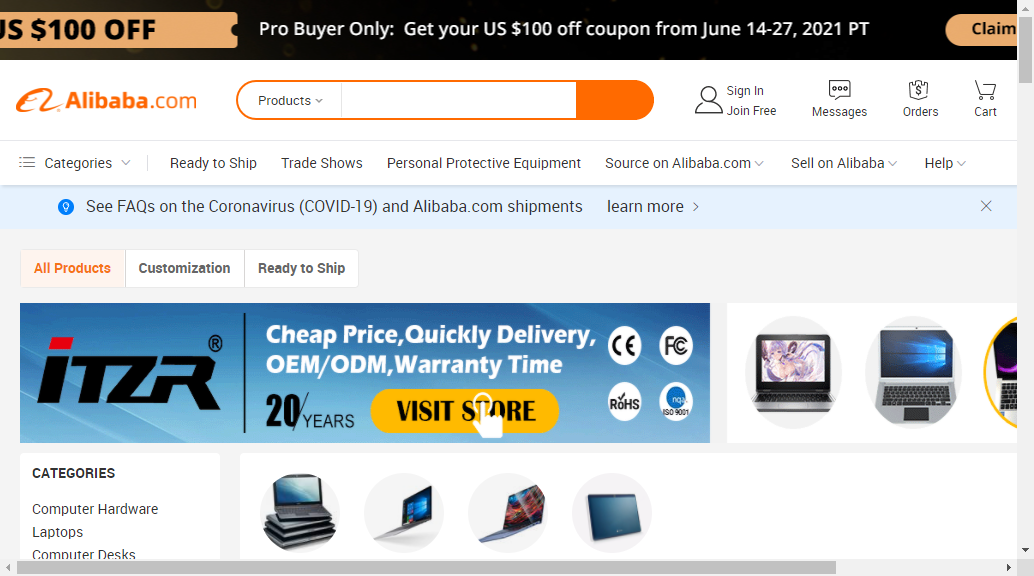 US $100 OFF
Pro Buyer Only: Get your US $100 off coupon from June 14-27, 2021 PT
Claim
Alibaba.com
Products
Sign In
Join Free
Messages
Orders
Cart
Categories
Ready to Ship
Trade Shows
Personal Protective Equipment
Source on Alibaba.com
Sell on Alibaba
Help
See FAQs on the Coronavirus (COVID-19) and Alibaba.com shipments
learn more
All Products
Customization
Ready to Ship
iTZR®
Cheap Price,Quickly Delivery,
OEM/ODM,Warranty Time
20/YEARS
VISIT STORE
CE
FC
RoHS
nqa
ISO 9001
CATEGORIES
Computer Hardware
Laptops
Computer Desks